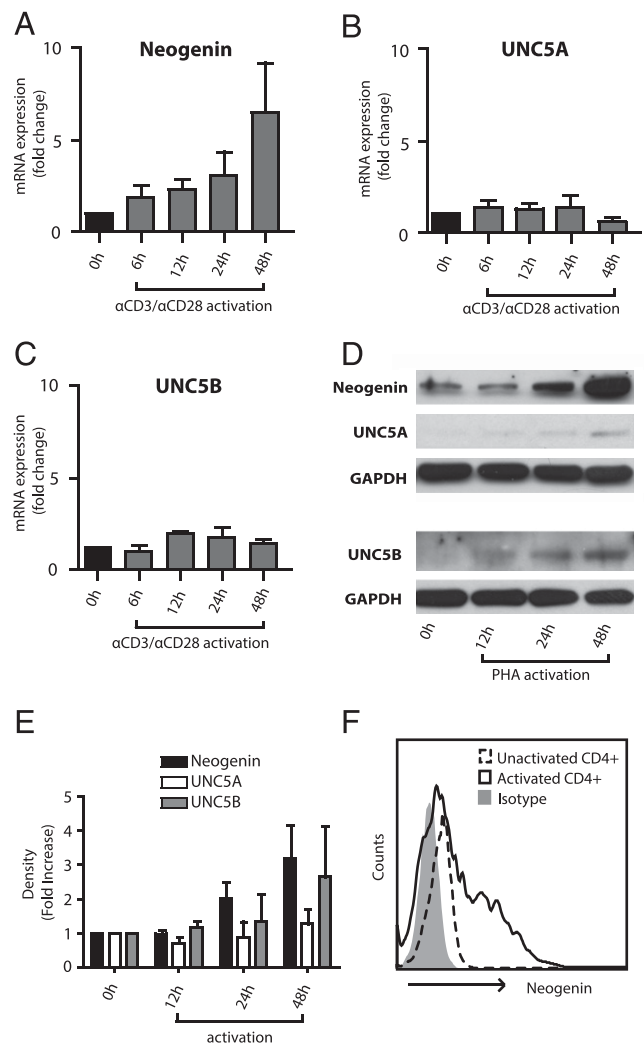 A
Neogenin
mRNA expression
(fold change)
10
5
0
0h
6h
12h
24h
48h
αCD3/αCD28 activation
B
UNC5A
mRNA expression
(fold change)
10
5
0
0h
6h
12h
24h
48h
αCD3/αCD28 activation
C
UNC5B
mRNA expression
(fold change)
10
5
0
0h
6h
12h
24h
48h
αCD3/αCD28 activation
D
Neogenin
UNC5A
GAPDH
UNC5B
GAPDH
0h
12h
24h
48h
PHA activation
E
Neogenin
UNC5A
UNC5B
Density
(Fold Increase)
5
4
3
2
1
0
0h
12h
24h
48h
activation
F
Unactivated CD4+
Activated CD4+
Isotype
Counts
Neogenin